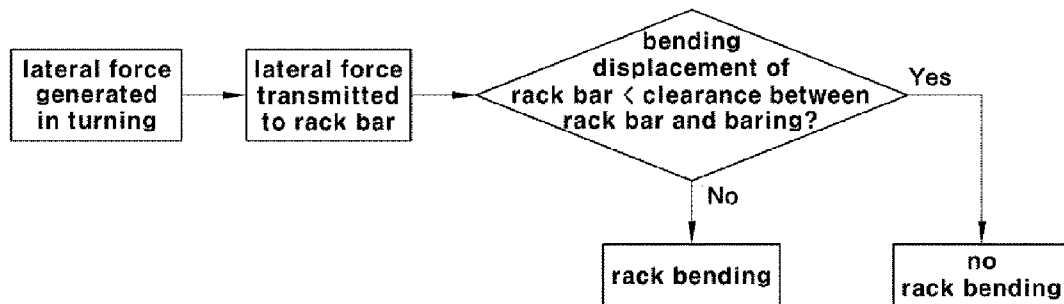 lateral force
generated
in turning
lateral force
transmitted
to rack bar
bending
displacement of
rack bar < clearance between
rack bar and baring?
Yes
No
rack bending
no
rack bending